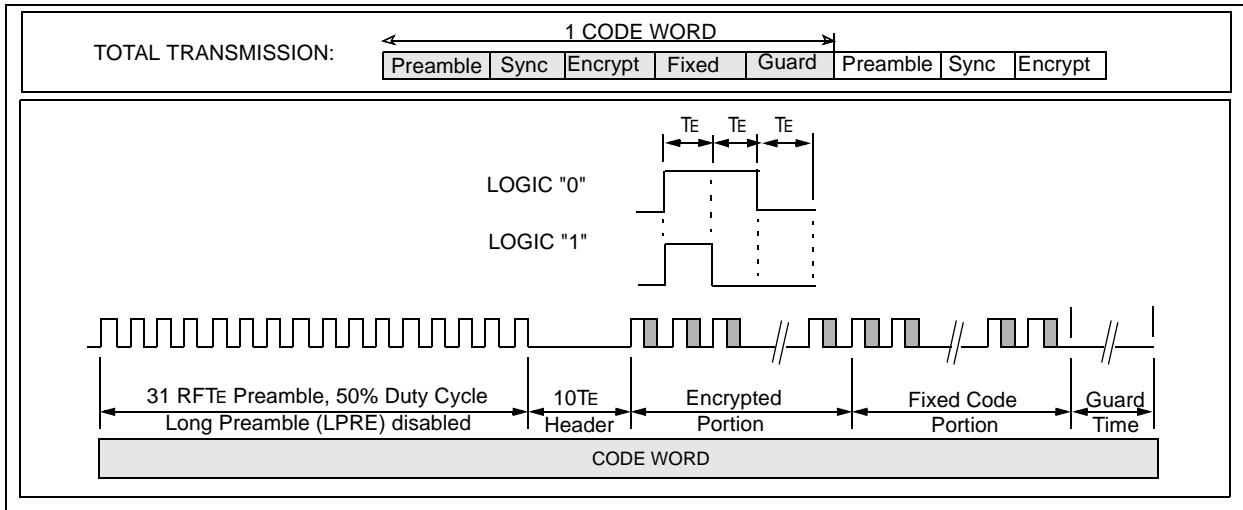 TOTAL TRANSMISSION:
1 CODE WORD
Preamble Sync Encrypt Fixed Guard Preamble Sync Encrypt
TE TE TE
LOGIC "0"
LOGIC "1"
31 RFTE Preamble, 50% Duty Cycle
Long Preamble (LPRE) disabled
10TE
Header
Encrypted
Portion
Fixed Code
Portion
Guard
Time
CODE WORD